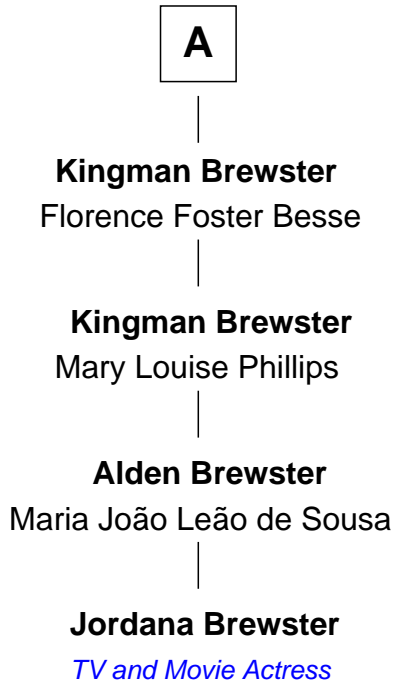 A
Kingman Brewster
Florence Foster Besse
Kingman Brewster
Mary Louise Phillips
Alden Brewster
Maria João Leão de Sousa
Jordana Brewster
TV and Movie Actress